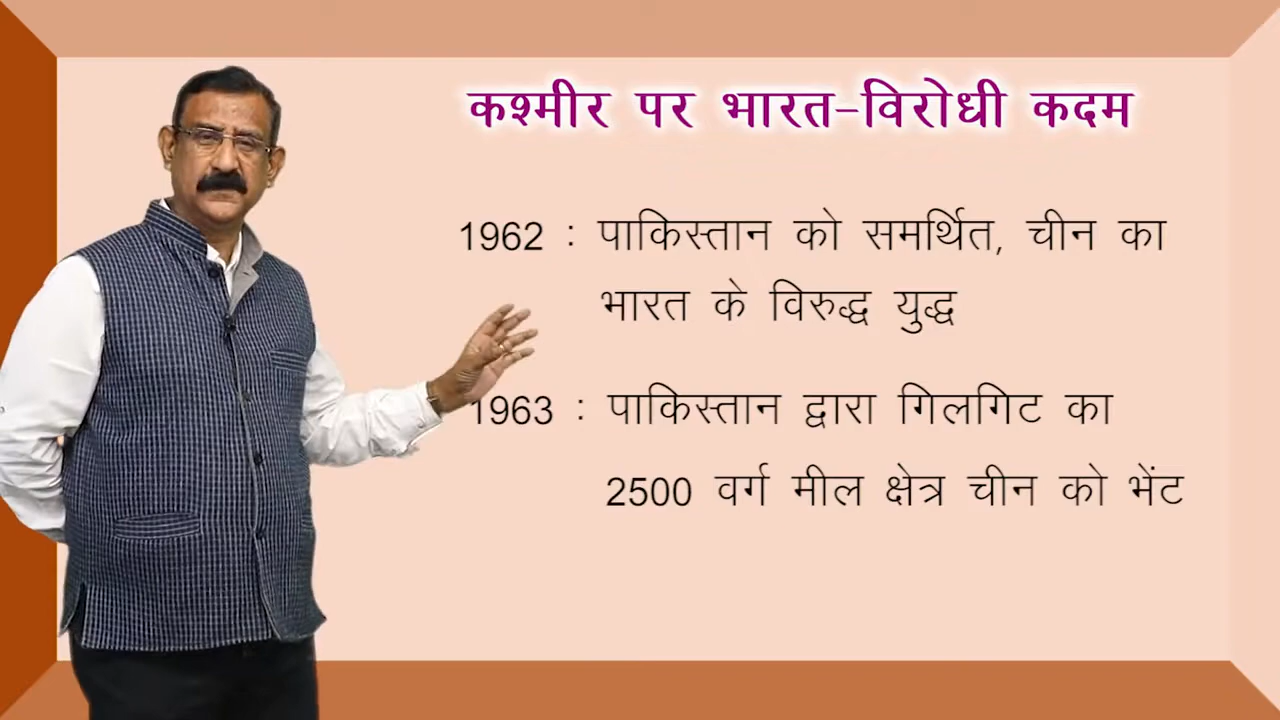 कश्मीर पर भारत-विरोधी कदम
1962 : पाकिस्तान को समर्थित, चीन का
भारत के विरुद्ध युद्ध
1963 : पाकिस्तान द्वारा गिलगिट का
2500 वर्ग मील क्षेत्र चीन को भेंट